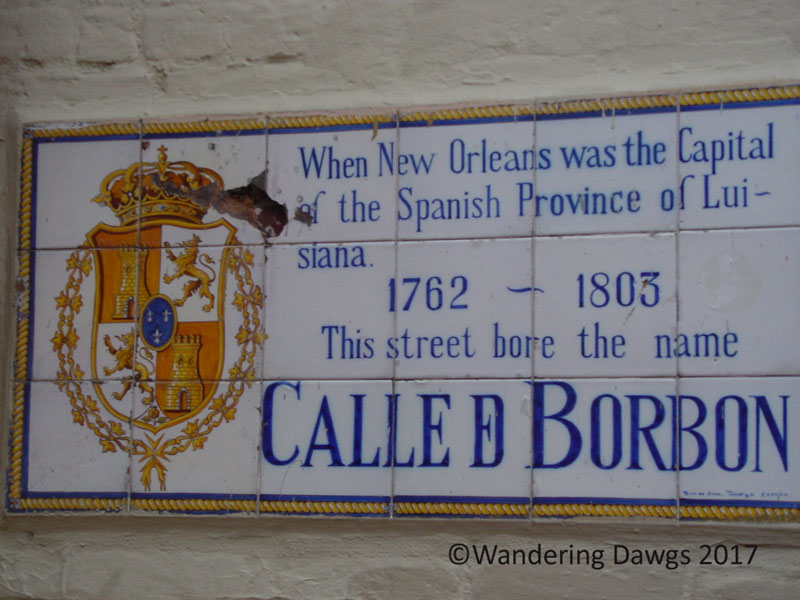 When New Orleans was the Capital
of the Spanish Province of Lui~
siana.
1762 ~ 1803
This street bore the name
CALLE D BORBON
©Wandering Dawgs 2017